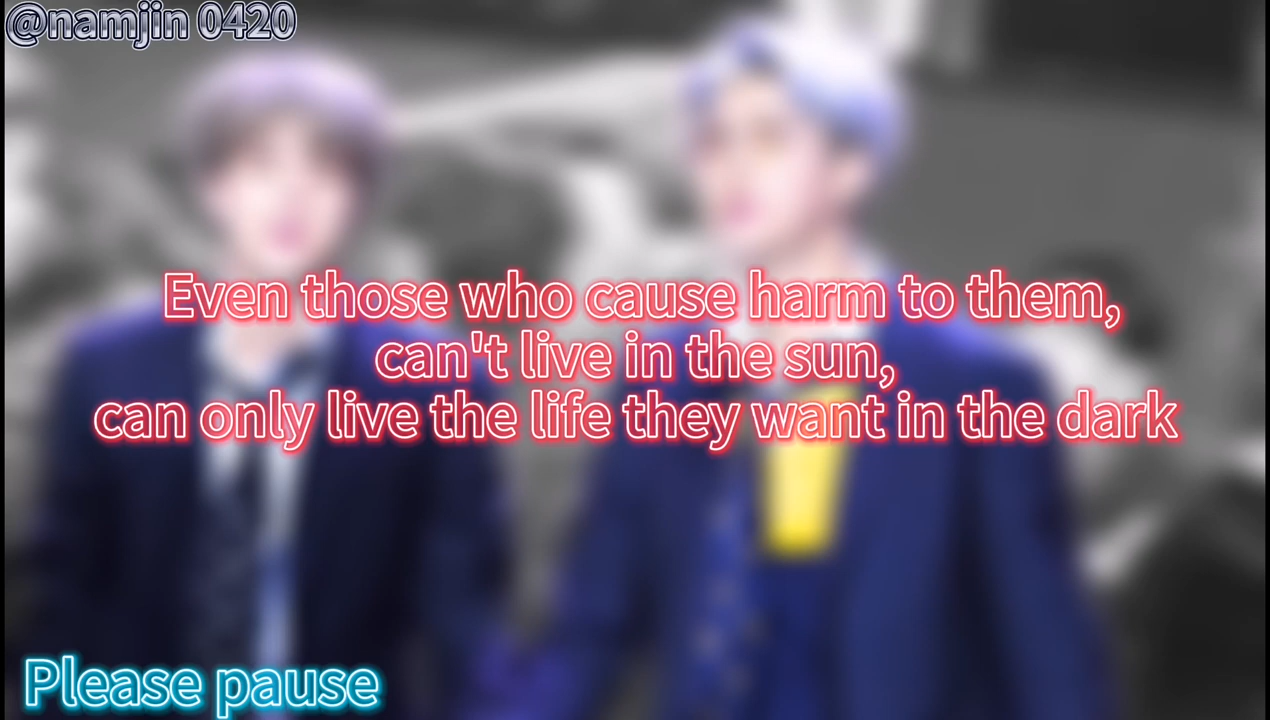 @namjin 0420
Even those who cause harm to them,
can't live in the sun,
can only live the life they want in the dark
Please pause